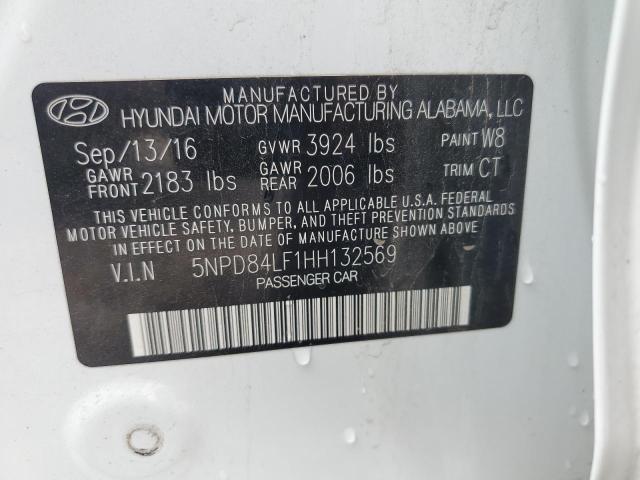 MANUFACTURED BY
HYUNDAI MOTOR MANUFACTURING ALABAMA, LLC
Sep/13/16 GVWR 3924 lbs PAINT W8
GAWR FRONT 2183 lbs GAWR REAR 2006 lbs TRIM CT
THIS VEHICLE CONFORMS TO ALL APPLICABLE U.S.A. FEDERAL
MOTOR VEHICLE SAFETY, BUMPER, AND THEFT PREVENTION STANDARDS
IN EFFECT ON THE DATE OF MANUFACTURE SHOWN ABOVE
V.I.N 5NPD84LF1HH132569
PASSENGER CAR